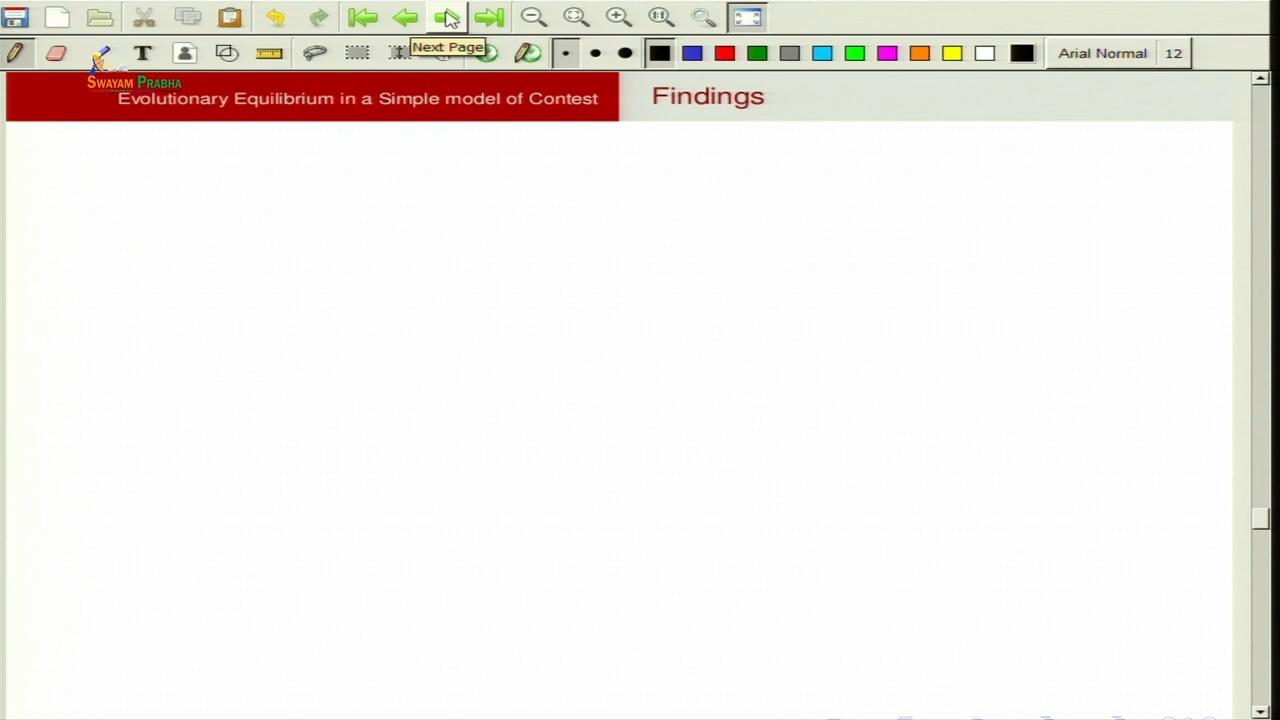 Next Page
T
Arial Normal 12
SWAYAM PRABHA
Evolutionary Equilibrium in a Simple model of Contest
Findings